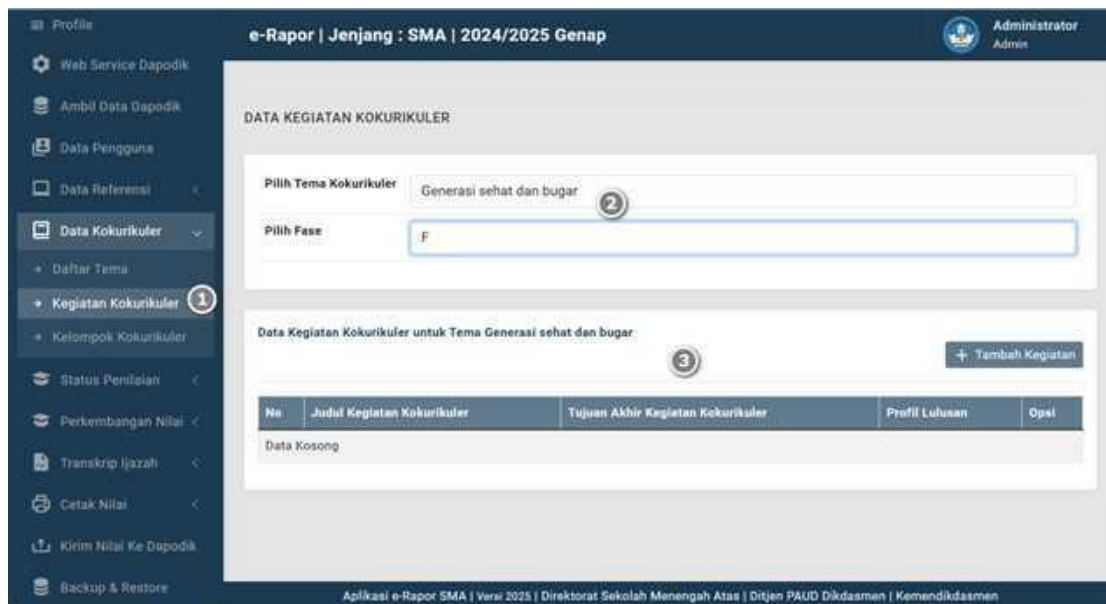 Profile
Web Service Dapodik
Ambil Data Dapodik
Data Pengguna
Data Referensi
Data Kokurikuler
Daftar Tema
Kegiatan Kokurikuler 1
Kelompok Kokurikuler
Status Penilaian
Perkembangan Nilai
Transkrip Ijazah
Cetak Nilai
Kirim Nilai Ke Dapodik
Backup & Restore
e-Rapor | Jenjang : SMA | 2024/2025 Genap
Administrator
Admin
DATA KEGIATAN KOKURIKULER
Pilih Tema Kokurikuler Generasi sehat dan bugar 2
Pilih Fase F
Data Kegiatan Kokurikuler untuk Tema Generasi sehat dan bugar
3
+ Tambah Kegiatan
No Judul Kegiatan Kokurikuler Tujuan Akhir Kegiatan Kokurikuler Profil Lulusan Opsi
Data Kosong
Aplikasi e-Rapor SMA | Versi 2025 | Direktorat Sekolah Menengah Atas | Ditjen PAUD Dikdasmen | Kemendikdasmen